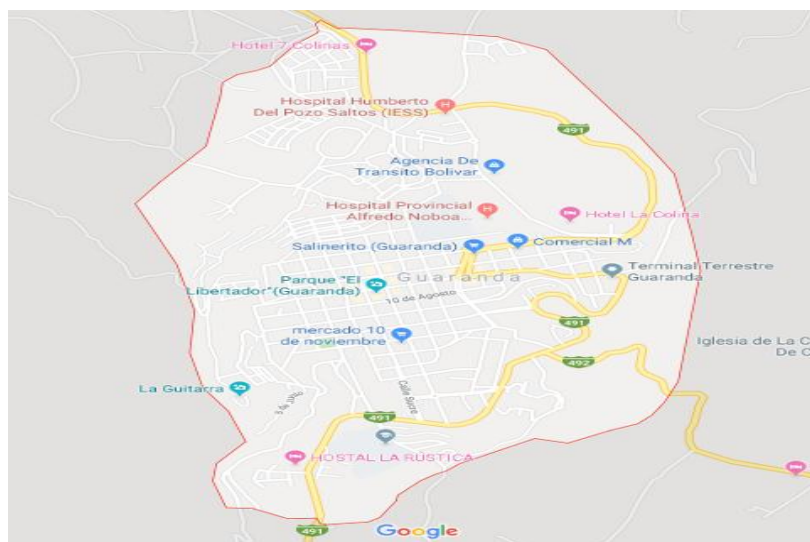 Hotel 7 Colinas
Hospital Humberto
Del Pozo Saltos (IESS)
491
Agencia De
Transito Bolivar
Hospital Provincial
Alfredo Noboa...
Hotel La Colina
Salinerito (Guaranda)
Comercial M
Guaranda
Terminal Terrestre
Guaranda
Parque "El
Libertador"(Guaranda)
10 de Agosto
491
mercado 10
de noviembre
492
Iglesia de La C
De C
La Guitarra
Calle Sucre
491
HOSTAL LA RÚSTICA
491
Google